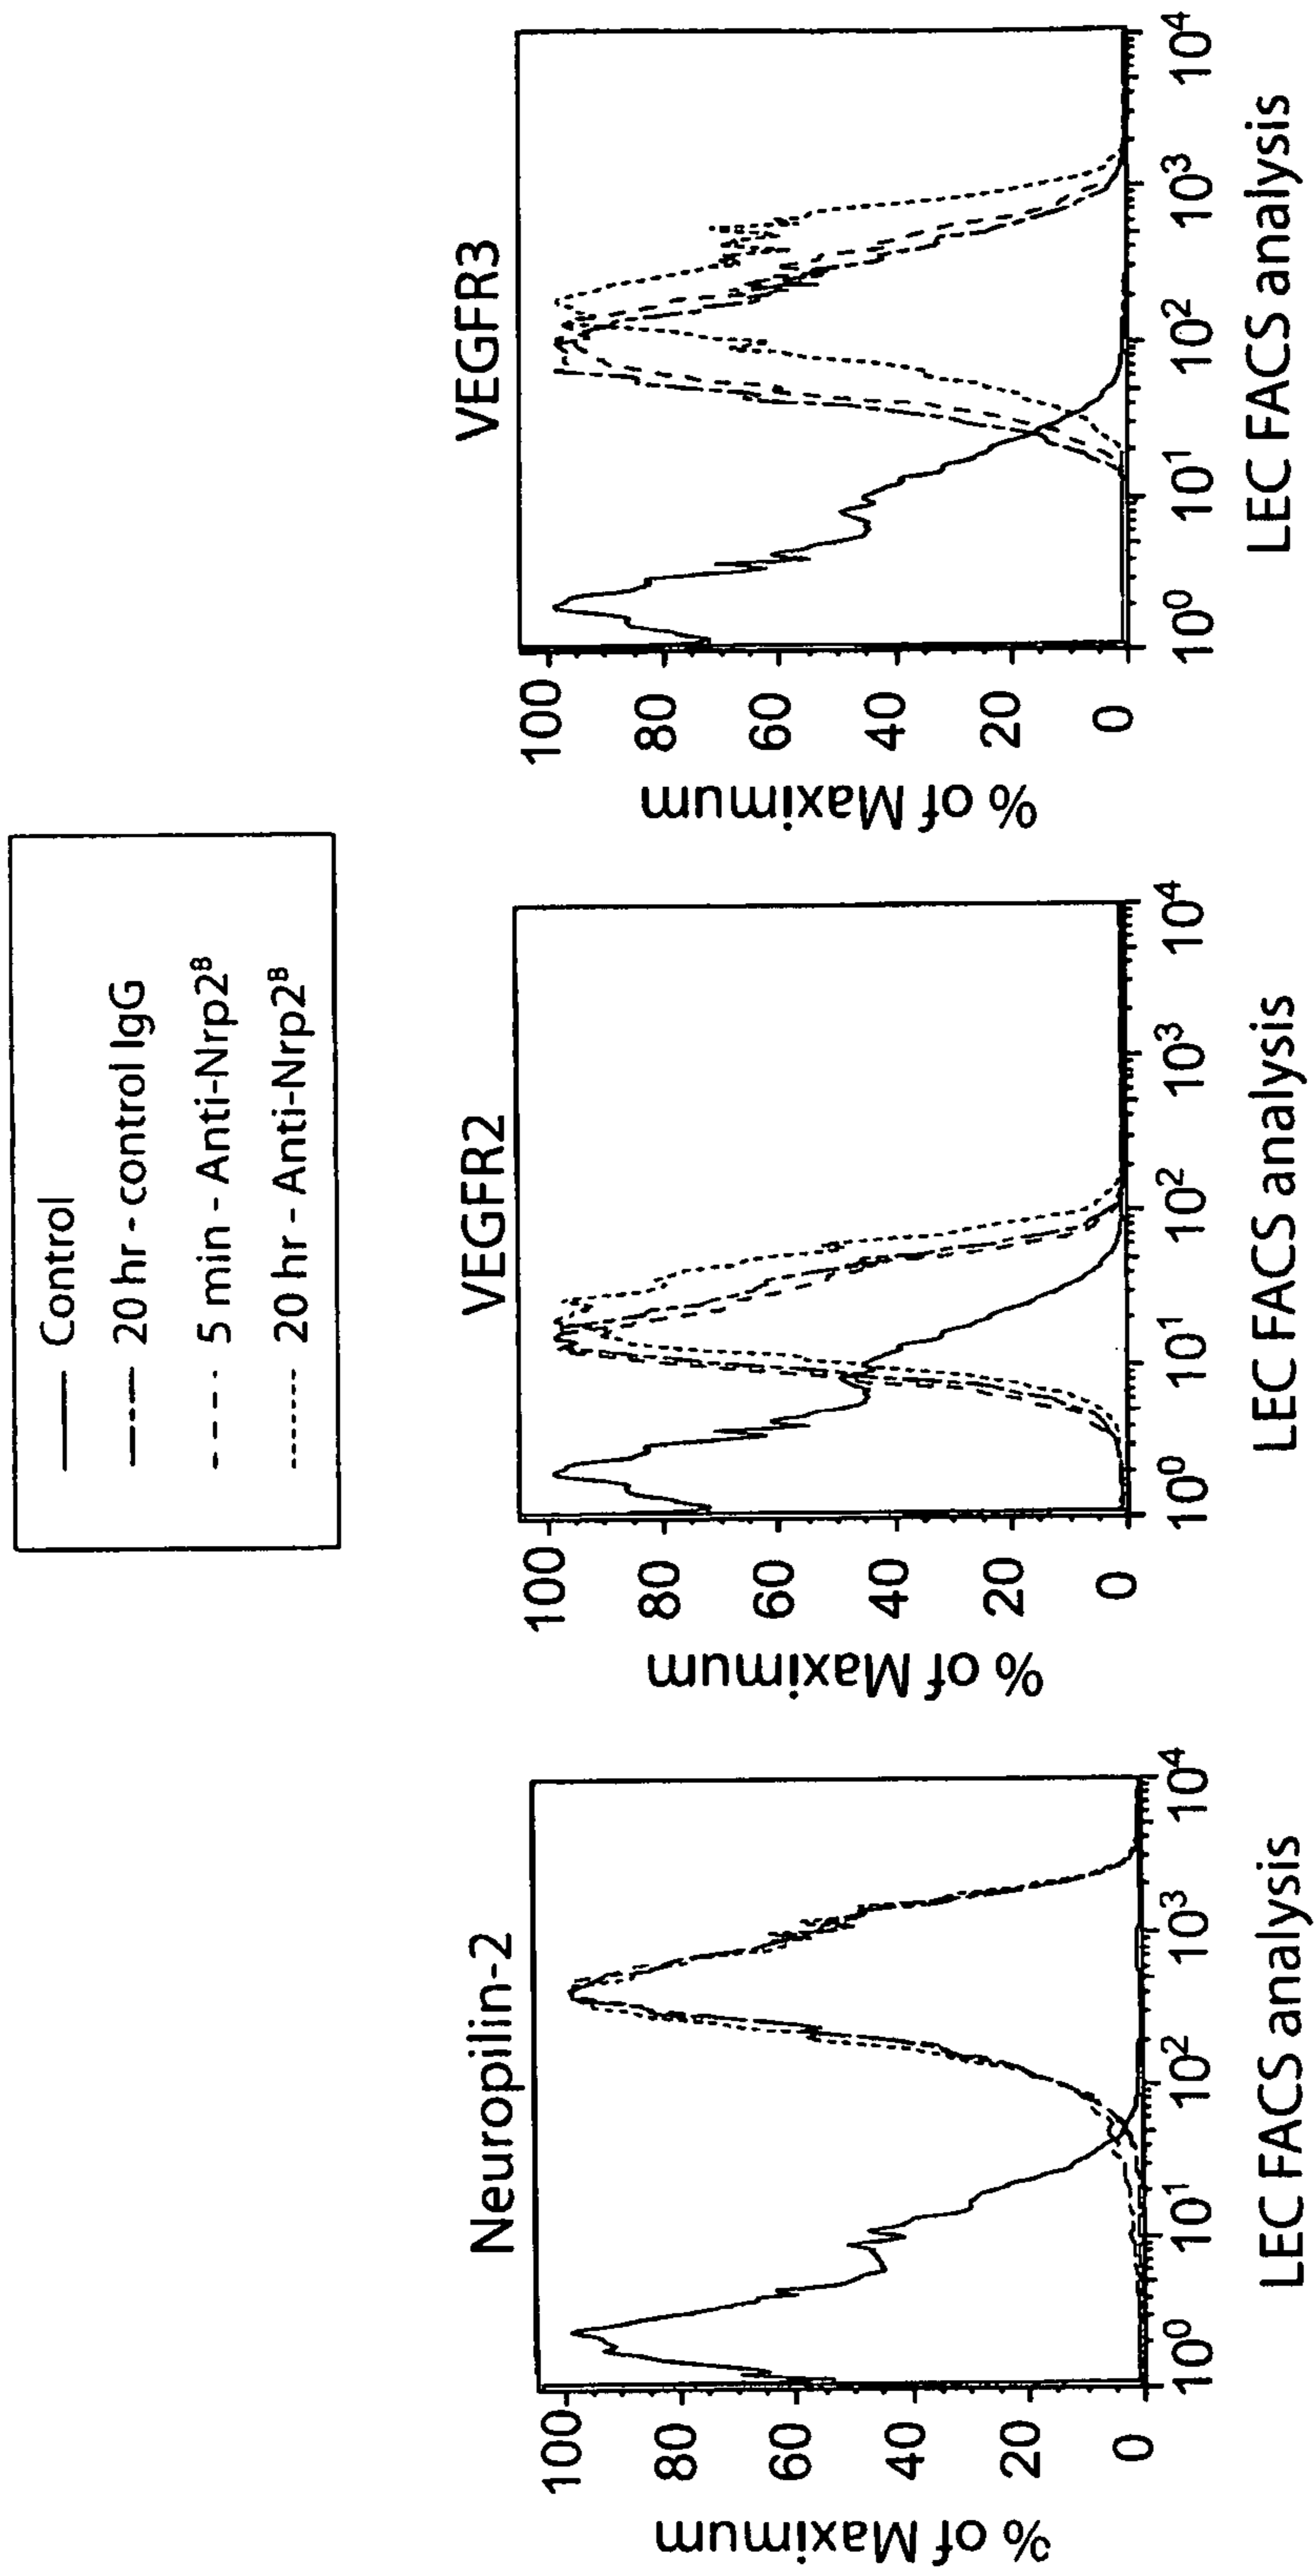 Control
20 hr - control IgG
5 min - Anti-Nrp2ᴮ
20 hr - Anti-Nrp2ᴮ
Neuropilin-2
% of Maximum
100
80
60
40
20
0
10⁰ 10¹ 10² 10³ 10⁴
LEC FACS analysis
VEGFR2
% of Maximum
100
80
60
40
20
0
10⁰ 10¹ 10² 10³ 10⁴
LEC FACS analysis
VEGFR3
% of Maximum
100
80
60
40
20
0
10⁰ 10¹ 10² 10³ 10⁴
LEC FACS analysis